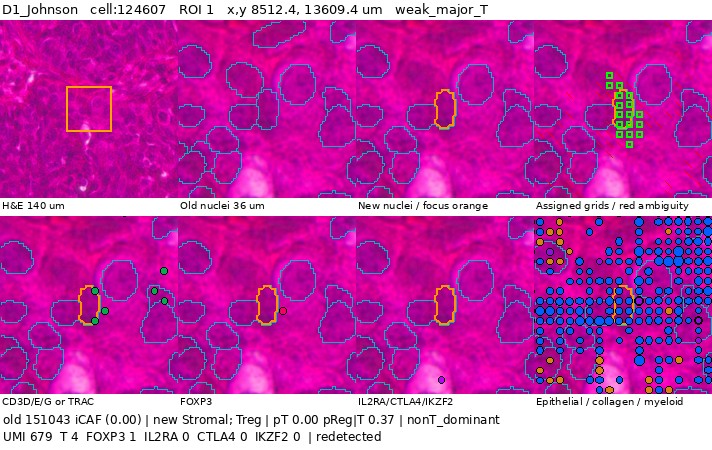 D1_Johnson cell:124607 ROI 1 x,y 8512.4, 13609.4 um weak_major_T
H&E 140 um
Old nuclei 36 um
New nuclei / focus orange
Assigned grids / red ambiguity
CD3D/E/G or TRAC
FOXP3
IL2RA/CTLA4/IKZF2
Epithelial / collagen / myeloid
old 151043 iCAF (0.00) | new Stromal; Treg | pT 0.00 pReg|T 0.37 | nonT_dominant
UMI 679 T 4 FOXP3 1 IL2RA 0 CTLA4 0 IKZF2 0 | redetected